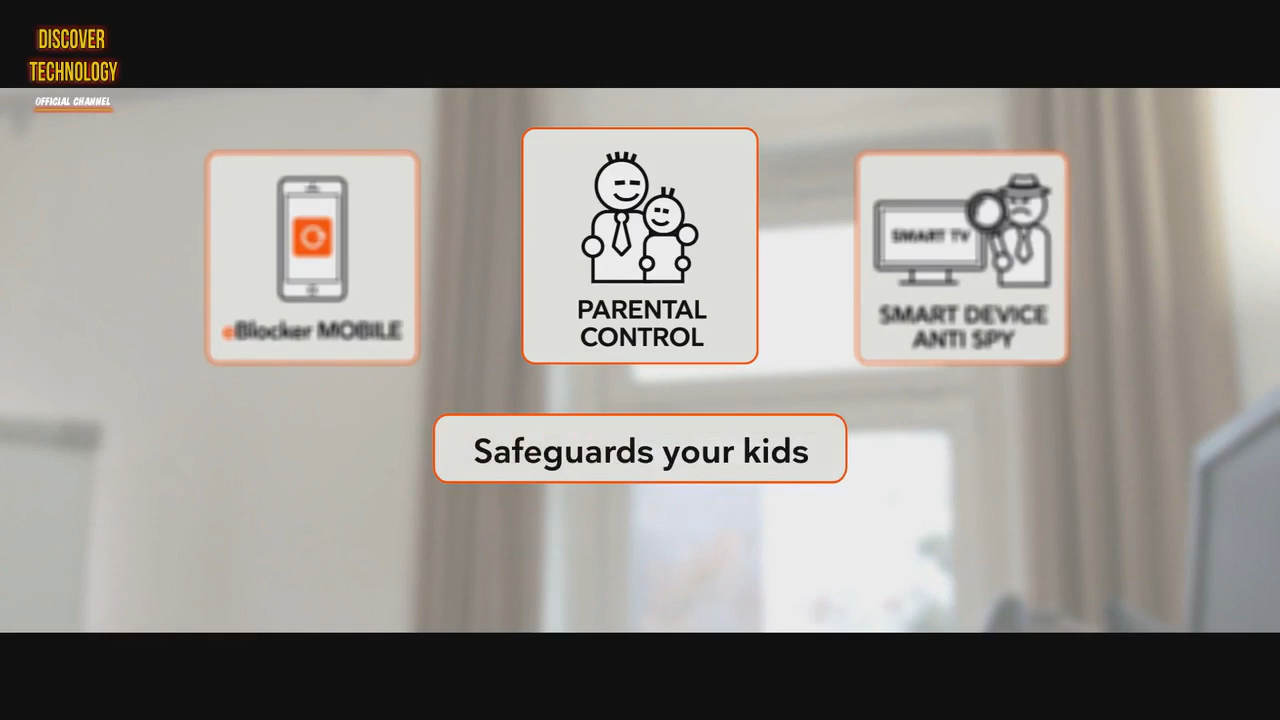 DISCOVER
TECHNOLOGY
OFFICIAL CHANNEL
eBlocker MOBILE
PARENTAL
CONTROL
SMART TV
SMART DEVICE
ANTI SPY
Safeguards your kids